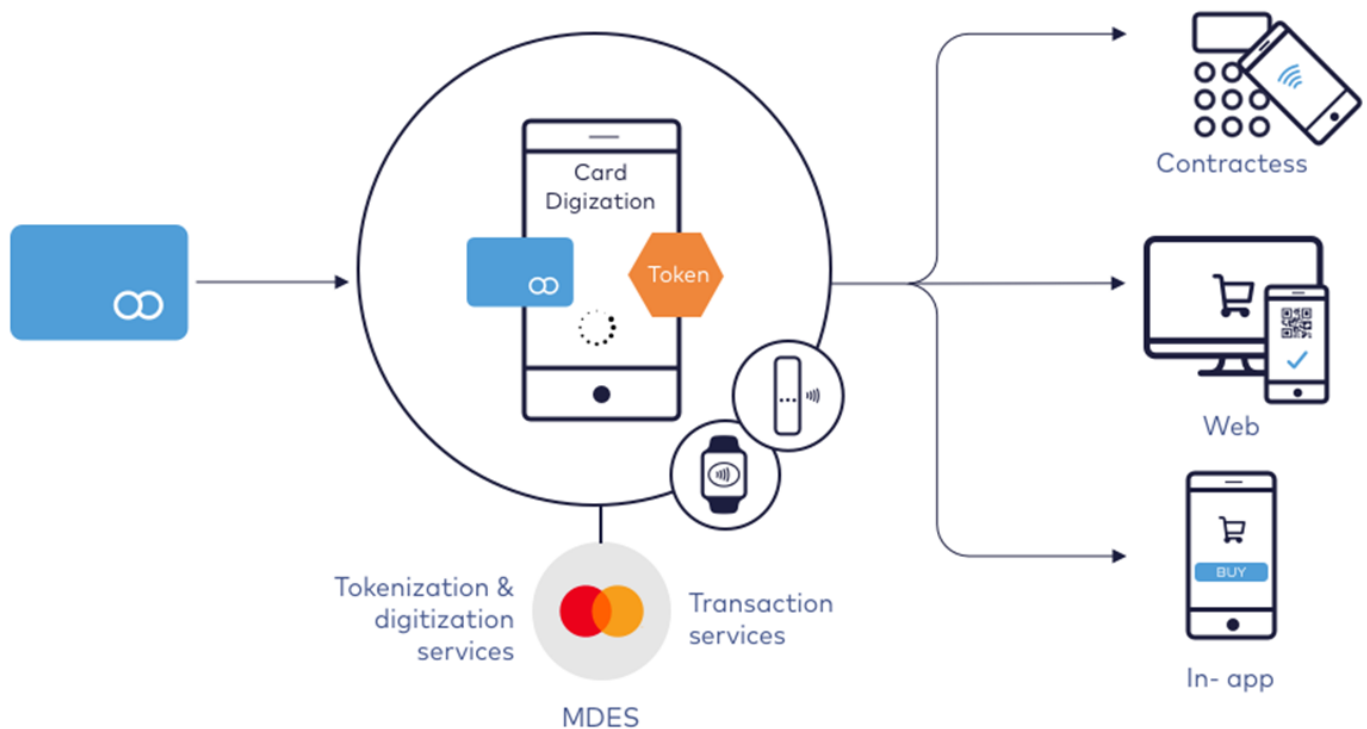 Card
Digization
Token
Contractess
Web
BUY
In- app
Tokenization &
digitization
services
Transaction
services
MDES